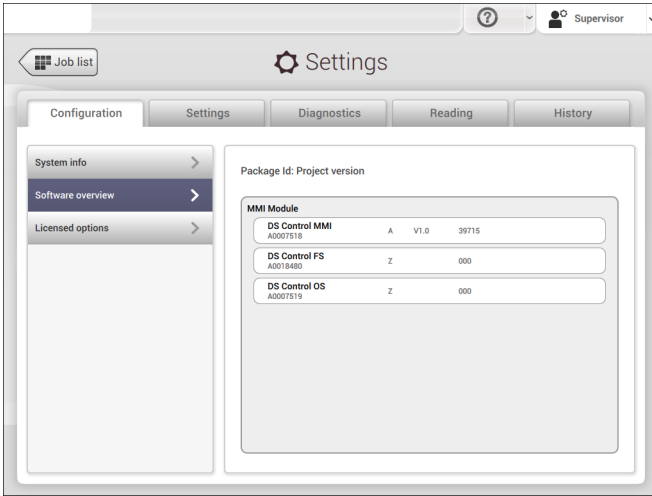 ? Supervisor
Job list
Settings
Configuration Settings Diagnostics Reading History
System info
Software overview
Licensed options
Package Id: Project version
MMI Module
DS Control MMI A V1.0 39715
A0007518
DS Control FS Z 000
A0018480
DS Control OS Z 000
A0007519